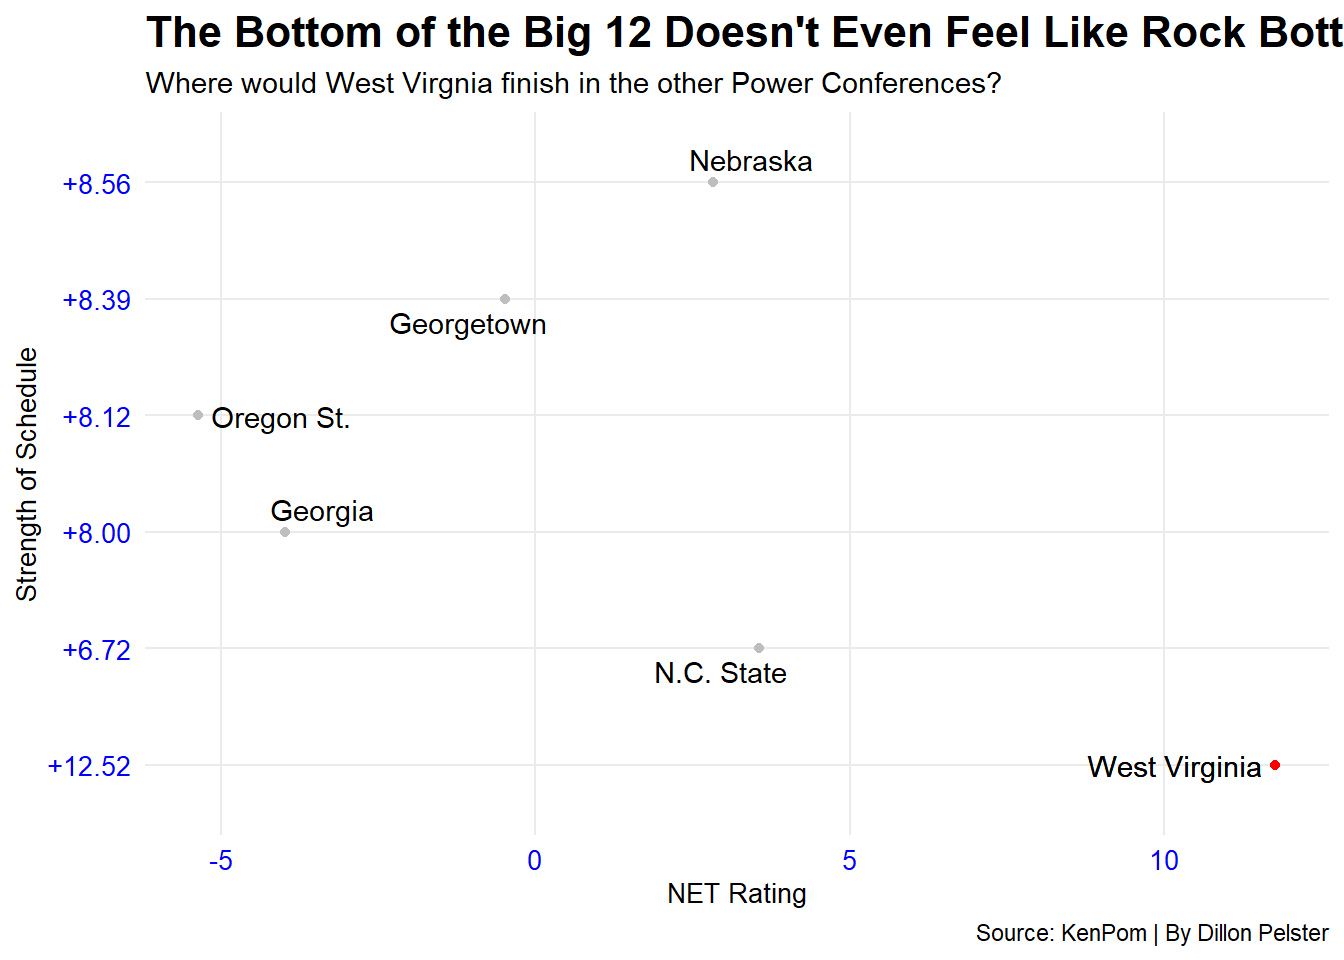 The Bottom of the Big 12 Doesn't Even Feel Like Rock Bott
Where would West Virgnia finish in the other Power Conferences?
Nebraska
+8.56
+8.39
Georgetown
+8.12
Oregon St.
Strength of Schedule
Georgia
+8.00
+6.72
N.C. State
+12.52
West Virginia
-5
0
5
10
NET Rating
Source: KenPom | By Dillon Pelster